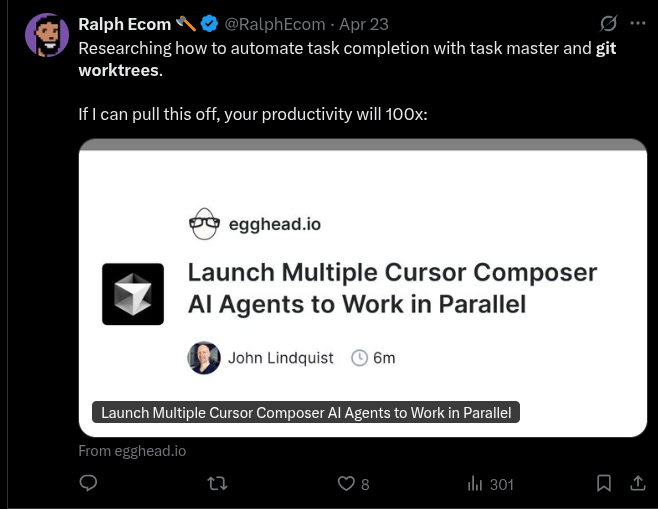 Ralph Ecom @RalphEcom · Apr 23
Researching how to automate task completion with task master and git
worktrees.
If I can pull this off, your productivity will 100x:
egghead.io
Launch Multiple Cursor Composer
AI Agents to Work in Parallel
John Lindquist 6m
Launch Multiple Cursor Composer AI Agents to Work in Parallel
From egghead.io
8 301